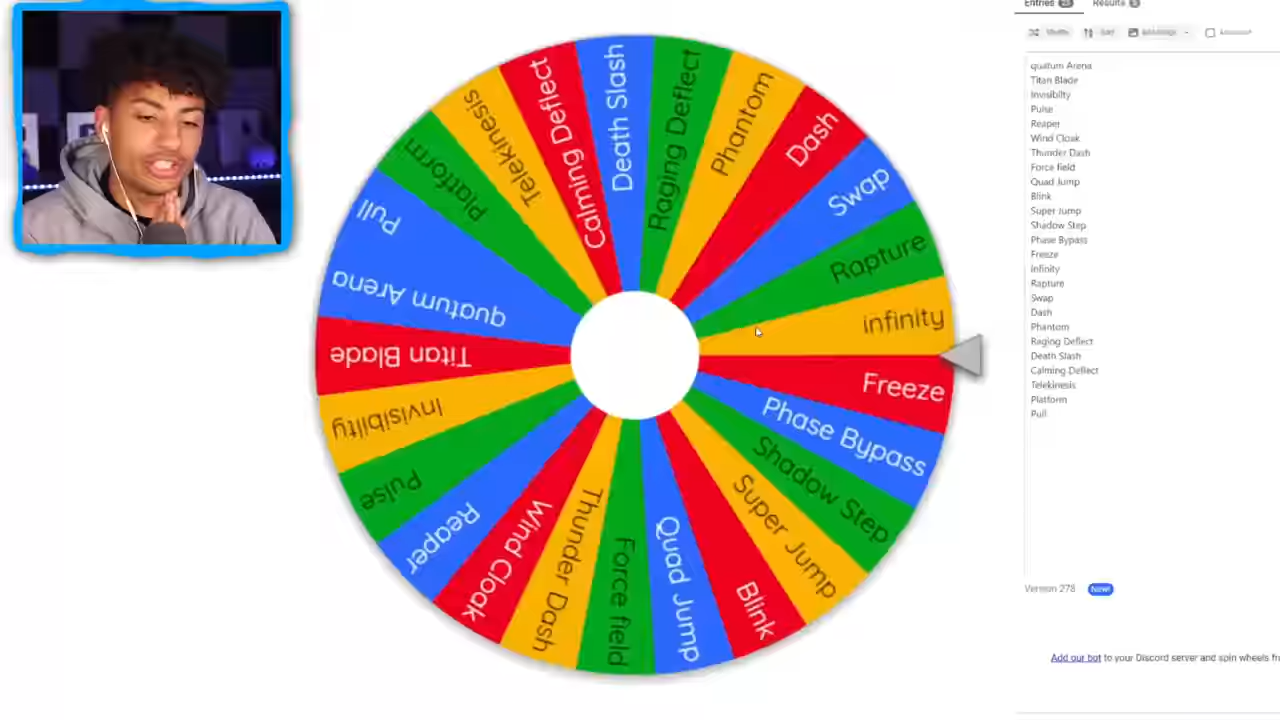 Entries
Results
Death Slash
Raging Deflect
Phantom
Dash
Swap
Rapture
infinity
Freeze
Phase Bypass
Shadow Step
Super Jump
Blink
Quad Jump
Force field
Thunder Dash
Wind Cloak
Reaper
Pulse
Invisibilty
Titan Blade
quatum Arena
Pull
Platform
Telekinesis
Calming Deflect
quatum Arena
Titan Blade
Invisibilty
Pulse
Reaper
Wind Cloak
Thunder Dash
Force field
Quad Jump
Blink
Super Jump
Shadow Step
Phase Bypass
Freeze
infinity
Rapture
Swap
Dash
Phantom
Raging Deflect
Death Slash
Calming Deflect
Telekinesis
Platform
Pull
Version 278 New!
Add our bot to your Discord server and spin wheels